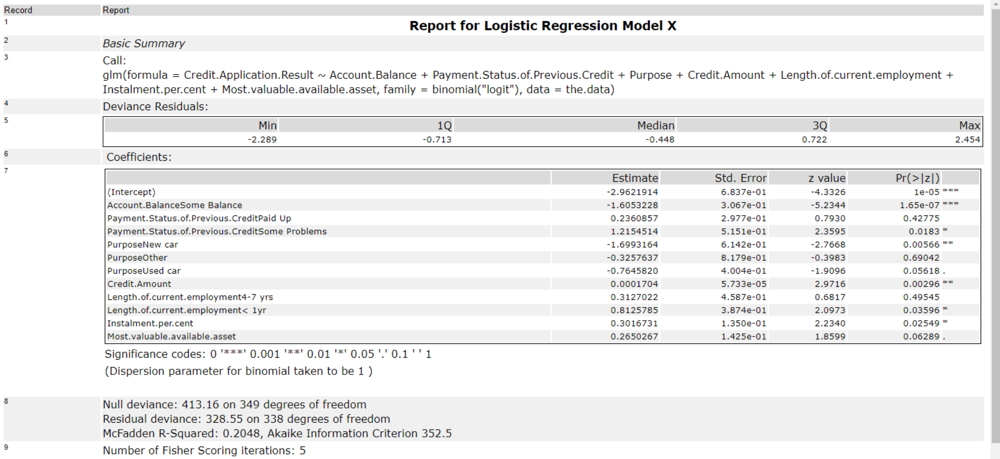 Record Report
1 Report for Logistic Regression Model X
2 Basic Summary
3 Call:
glm(formula = Credit.Application.Result ~ Account.Balance + Payment.Status.of.Previous.Credit + Purpose + Credit.Amount + Length.of.current.employment +
Instalment.per.cent + Most.valuable.available.asset, family = binomial("logit"), data = the.data)
4 Deviance Residuals:
5 Min 1Q Median 3Q Max
-2.289 -0.713 -0.448 0.722 2.454
6 Coefficients:
7 Estimate Std. Error z value Pr(>|z|)
(Intercept) -2.9621914 6.837e-01 -4.3326 1e-05 ***
Account.BalanceSome Balance -1.6053228 3.067e-01 -5.2344 1.65e-07 ***
Payment.Status.of.Previous.CreditPaid Up 0.2360857 2.977e-01 0.7930 0.42775
Payment.Status.of.Previous.CreditSome Problems 1.2154514 5.151e-01 2.3595 0.0183 *
PurposeNew car -1.6993164 6.142e-01 -2.7668 0.00566 **
PurposeOther -0.3257637 8.179e-01 -0.3983 0.69042
PurposeUsed car -0.7645820 4.004e-01 -1.9096 0.05618 .
Credit.Amount 0.0001704 5.733e-05 2.9716 0.00296 **
Length.of.current.employment4-7 yrs 0.3127022 4.587e-01 0.6817 0.49545
Length.of.current.employment< 1yr 0.8125785 3.874e-01 2.0973 0.03596 *
Instalment.per.cent 0.3016731 1.350e-01 2.2340 0.02549 *
Most.valuable.available.asset 0.2650267 1.425e-01 1.8599 0.06289 .
Significance codes: 0 '***' 0.001 '**' 0.01 '*' 0.05 '.' 0.1 ' ' 1
(Dispersion parameter for binomial taken to be 1 )
8 Null deviance: 413.16 on 349 degrees of freedom
Residual deviance: 328.55 on 338 degrees of freedom
McFadden R-Squared: 0.2048, Akaike Information Criterion 352.5
9 Number of Fisher Scoring iterations: 5